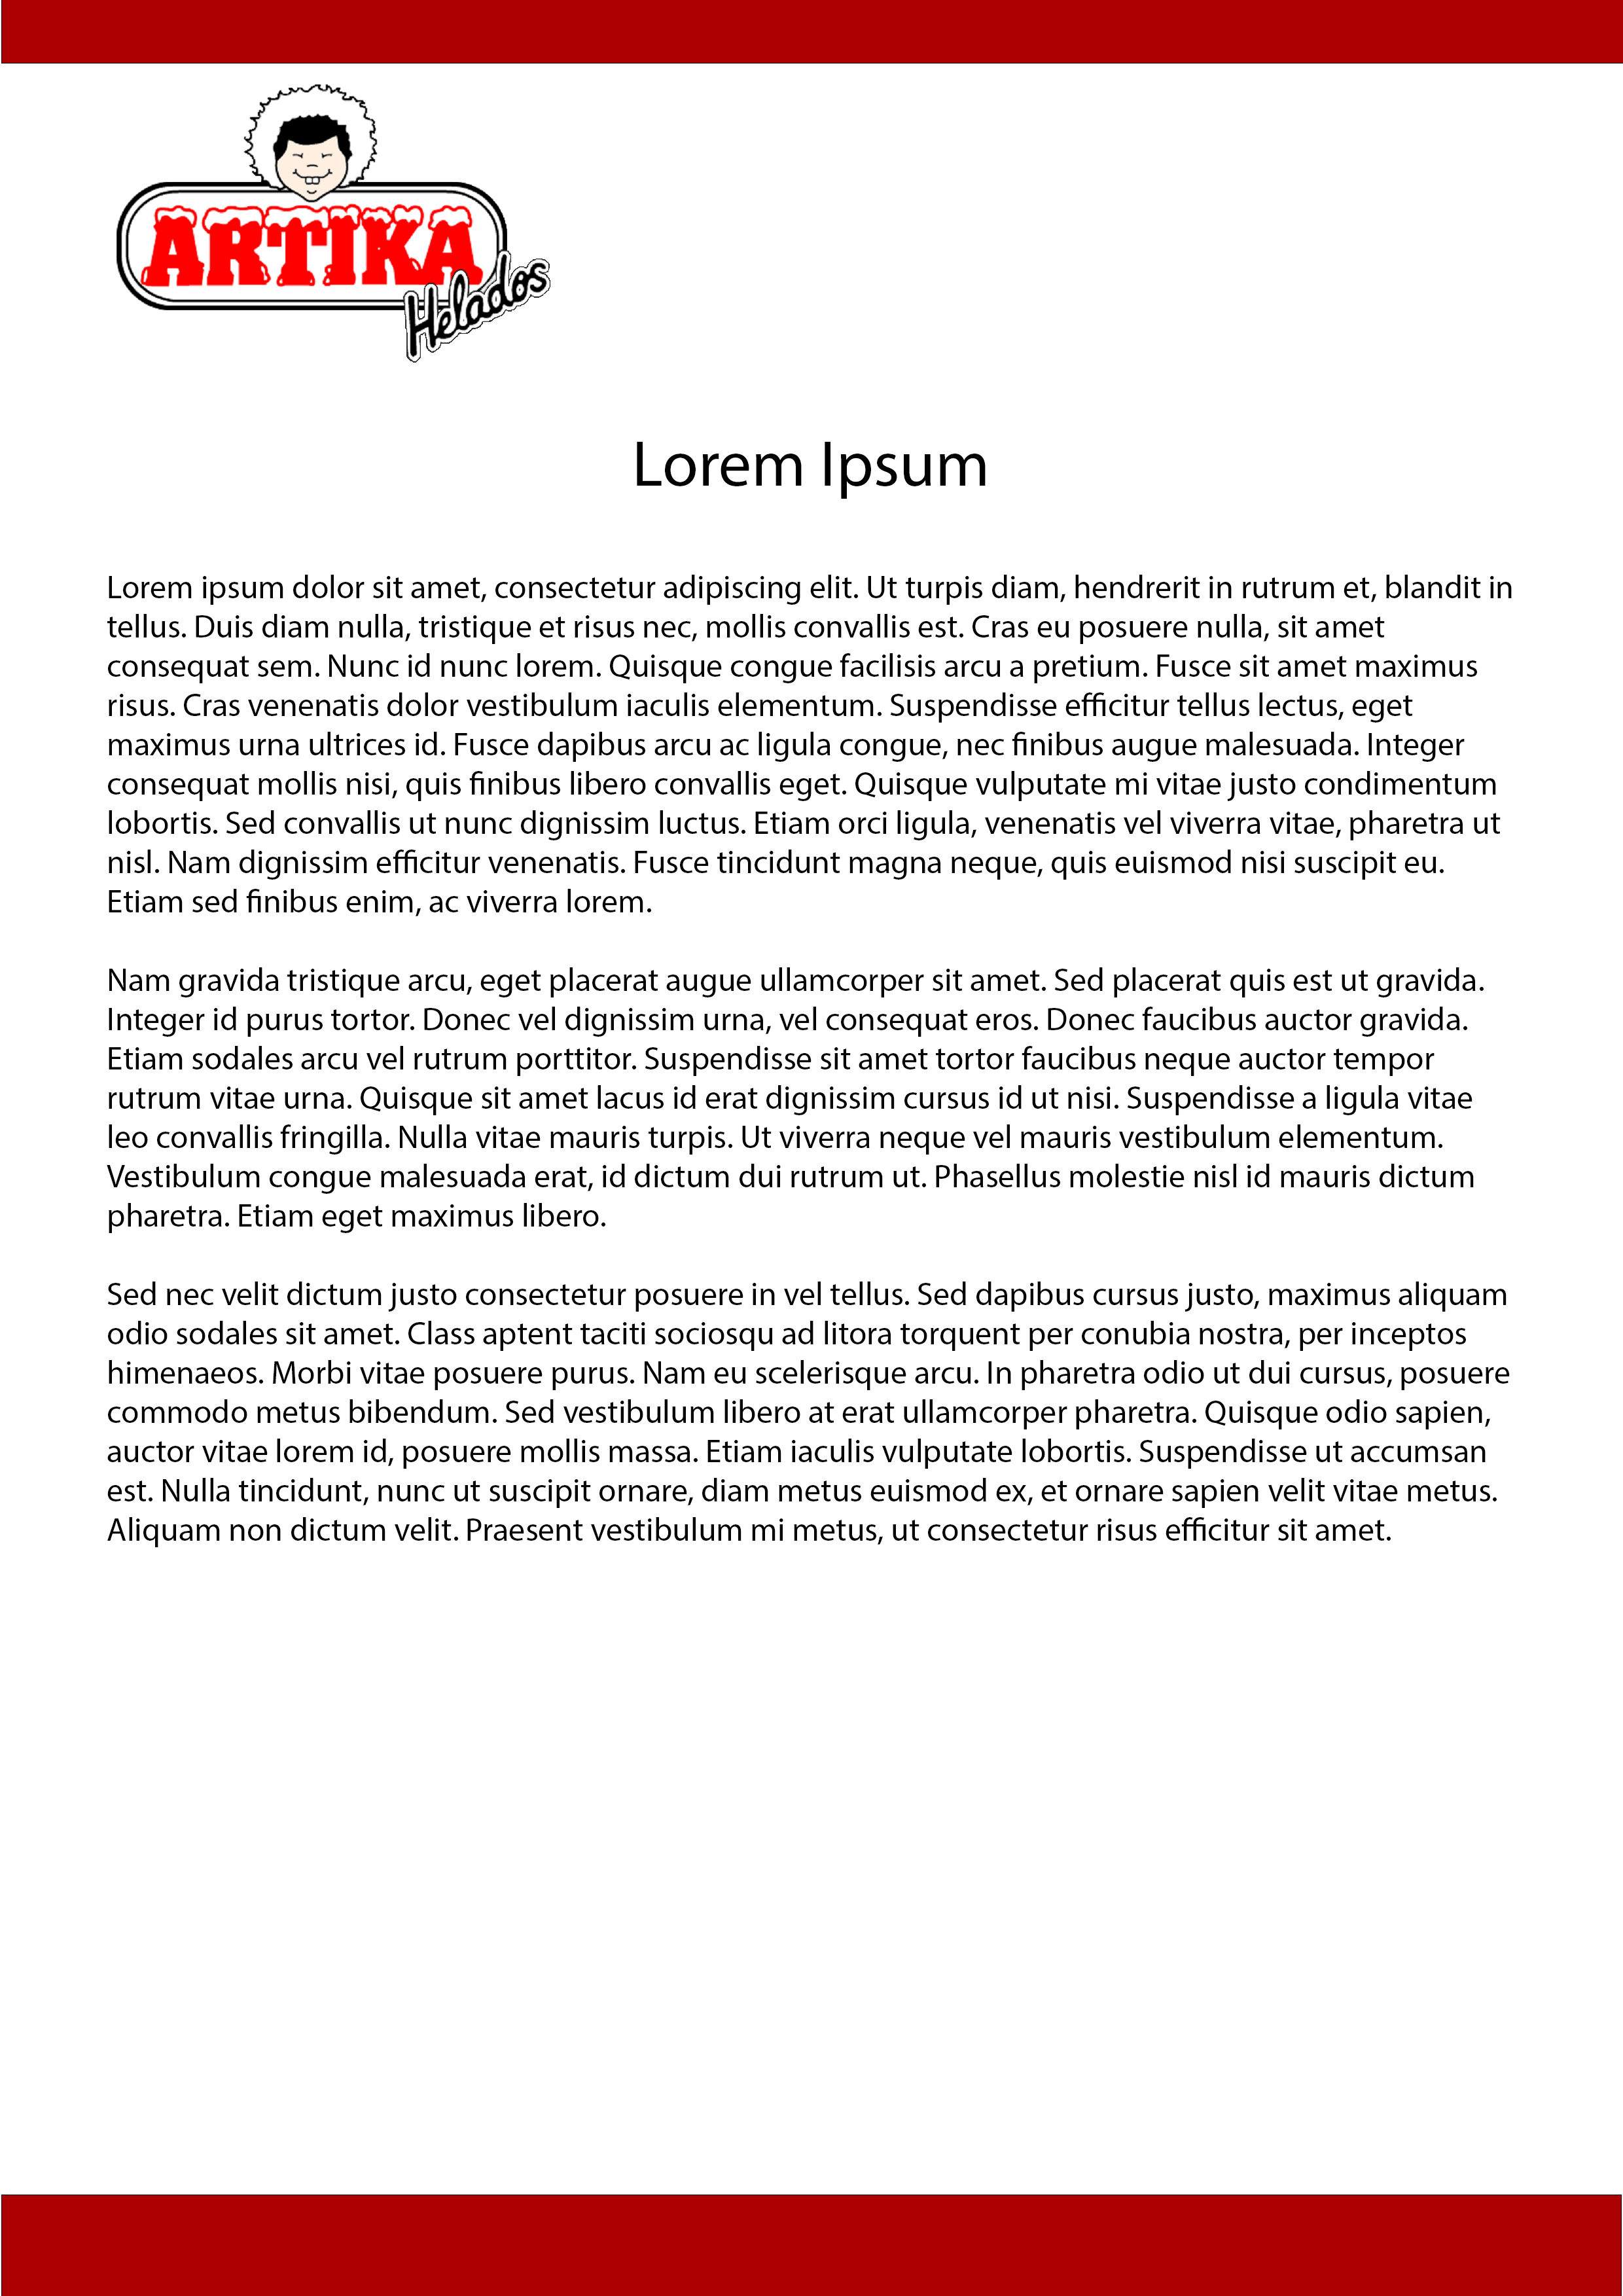 ARTIKA
Helados
Lorem Ipsum
Lorem ipsum dolor sit amet, consectetur adipiscing elit. Ut turpis diam, hendrerit in rutrum et, blandit in
tellus. Duis diam nulla, tristique et risus nec, mollis convallis est. Cras eu posuere nulla, sit amet
consequat sem. Nunc id nunc lorem. Quisque congue facilisis arcu a pretium. Fusce sit amet maximus
risus. Cras venenatis dolor vestibulum iaculis elementum. Suspendisse efficitur tellus lectus, eget
maximus urna ultrices id. Fusce dapibus arcu ac ligula congue, nec finibus augue malesuada. Integer
consequat mollis nisi, quis finibus libero convallis eget. Quisque vulputate mi vitae justo condimentum
lobortis. Sed convallis ut nunc dignissim luctus. Etiam orci ligula, venenatis vel viverra vitae, pharetra ut
nisl. Nam dignissim efficitur venenatis. Fusce tincidunt magna neque, quis euismod nisi suscipit eu.
Etiam sed finibus enim, ac viverra lorem.
Nam gravida tristique arcu, eget placerat augue ullamcorper sit amet. Sed placerat quis est ut gravida.
Integer id purus tortor. Donec vel dignissim urna, vel consequat eros. Donec faucibus auctor gravida.
Etiam sodales arcu vel rutrum porttitor. Suspendisse sit amet tortor faucibus neque auctor tempor
rutrum vitae urna. Quisque sit amet lacus id erat dignissim cursus id ut nisi. Suspendisse a ligula vitae
leo convallis fringilla. Nulla vitae mauris turpis. Ut viverra neque vel mauris vestibulum elementum.
Vestibulum congue malesuada erat, id dictum dui rutrum ut. Phasellus molestie nisl id mauris dictum
pharetra. Etiam eget maximus libero.
Sed nec velit dictum justo consectetur posuere in vel tellus. Sed dapibus cursus justo, maximus aliquam
odio sodales sit amet. Class aptent taciti sociosqu ad litora torquent per conubia nostra, per inceptos
himenaeos. Morbi vitae posuere purus. Nam eu scelerisque arcu. In pharetra odio ut dui cursus, posuere
commodo metus bibendum. Sed vestibulum libero at erat ullamcorper pharetra. Quisque odio sapien,
auctor vitae lorem id, posuere mollis massa. Etiam iaculis vulputate lobortis. Suspendisse ut accumsan
est. Nulla tincidunt, nunc ut suscipit ornare, diam metus euismod ex, et ornare sapien velit vitae metus.
Aliquam non dictum velit. Praesent vestibulum mi metus, ut consectetur risus efficitur sit amet.